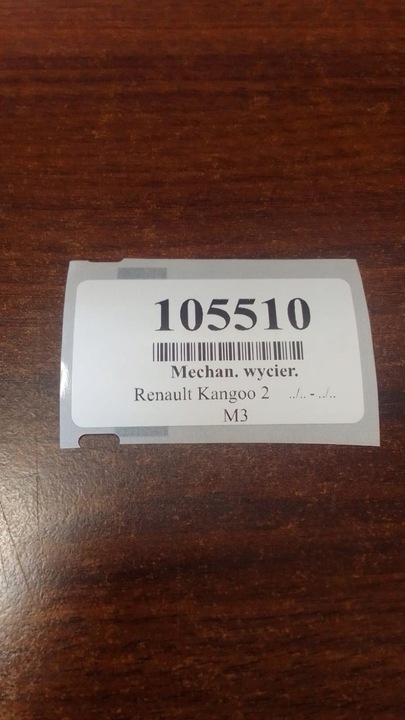 105510
Mechan. wycier.
Renault Kangoo 2 ../.. - ../..
M3